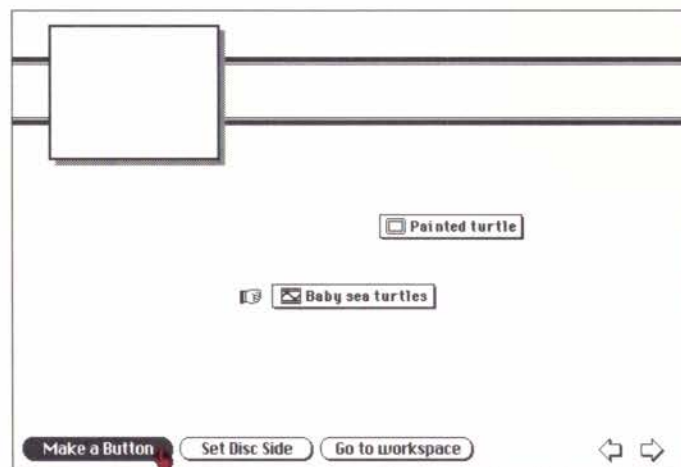 Painted turtle
Baby sea turtles
Make a Button
Set Disc Side
Go to workspace